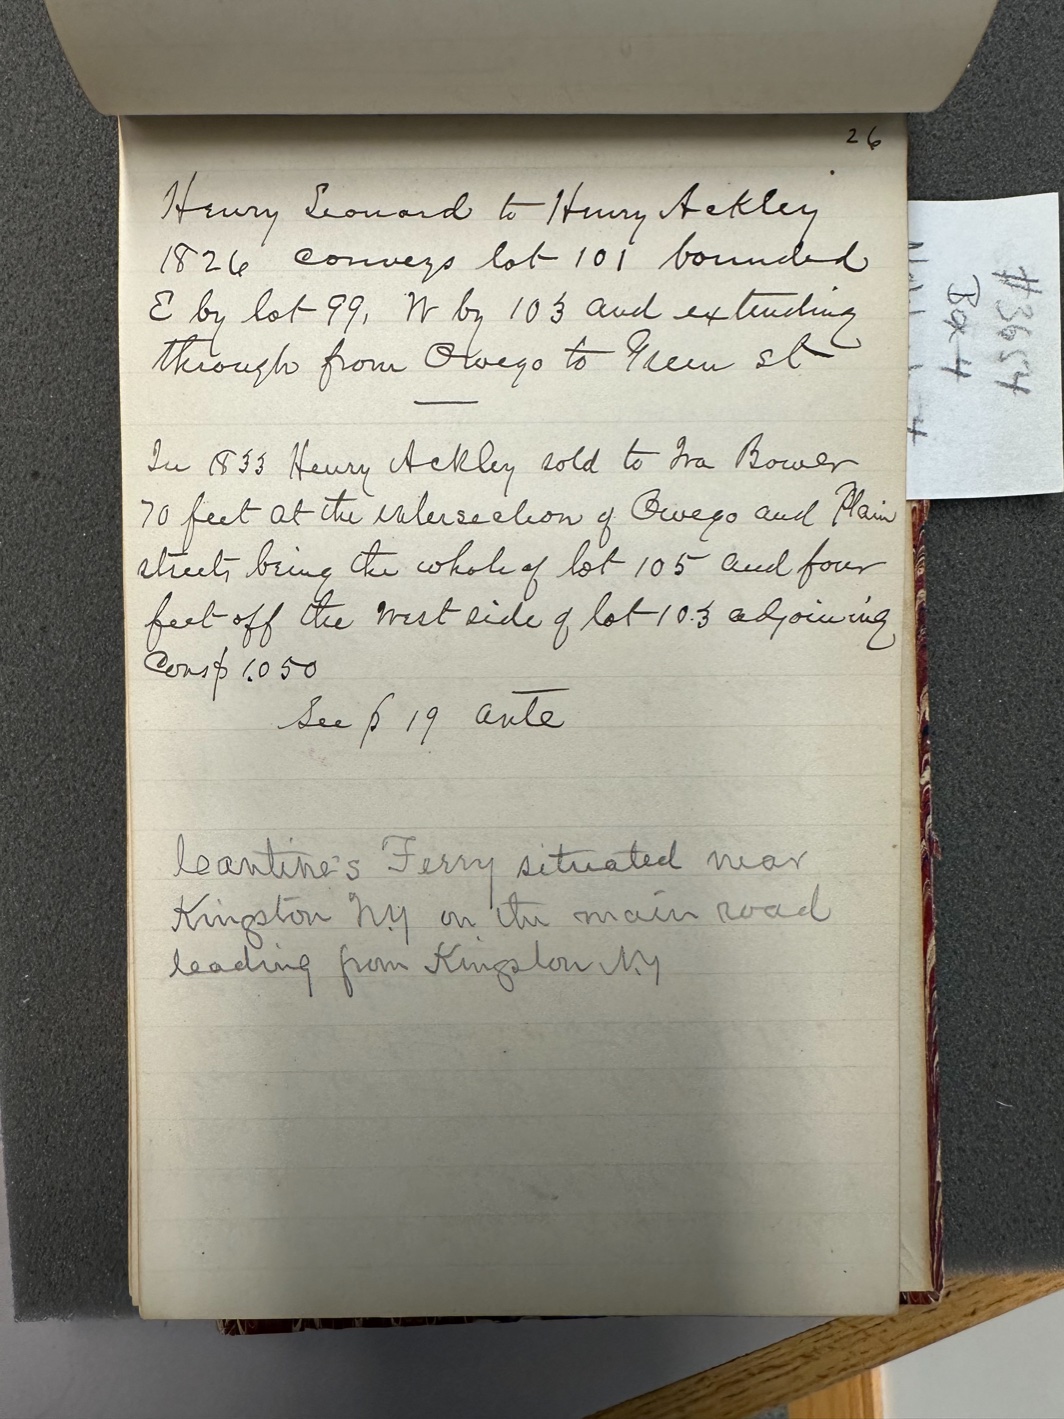 26
Henry Leonard to Henry Ackley
1826 conveys lot 101 bounded
E by lot 99, W by 103 and extending
through from Owego to Green st
In 1833 Henry Ackley sold to Ira Bower
70 feet at the intersection of Owego and Plain
streets being the whole of lot 105 and four
feet off the west side of lot 103 adjoining
Cons $ 1.050
See p 19 ante
Ferry situated near
Kingston N.Y on the main road
leading from Kingston N.Y
#3654
Box 4